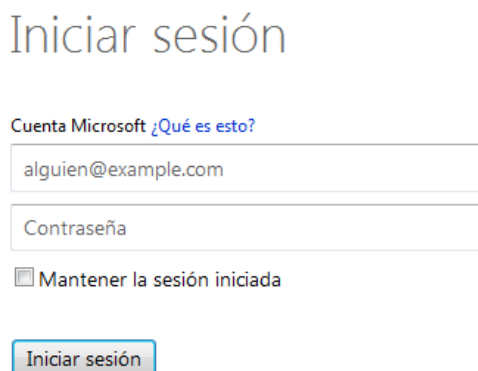 Iniciar sesión
Cuenta Microsoft ¿Qué es esto?
alguien@example.com
Contraseña
Mantener la sesión iniciada
Iniciar sesión